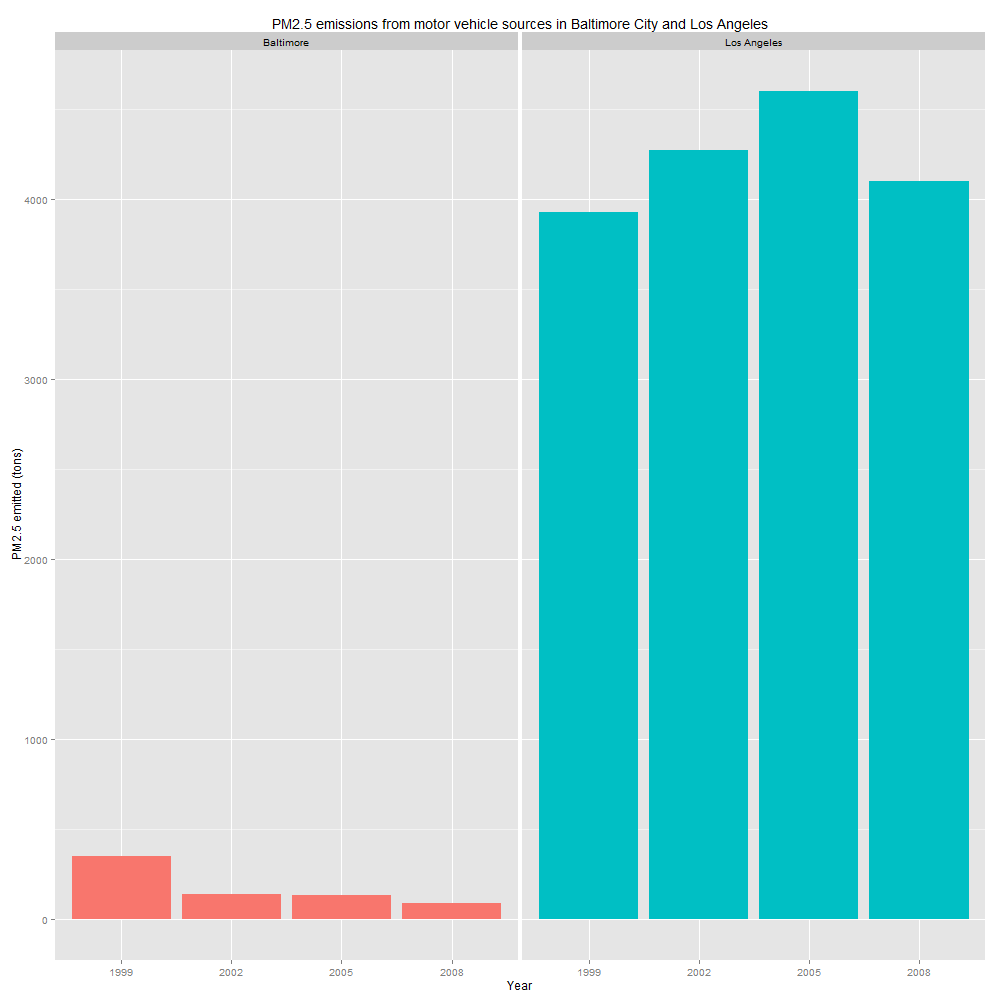 PM2.5 emissions from motor vehicle sources in Baltimore City and Los Angeles
Baltimore
Los Angeles
PM2.5 emitted (tons)
4000
3000
2000
1000
0
1999 2002 2005 2008
1999 2002 2005 2008
Year